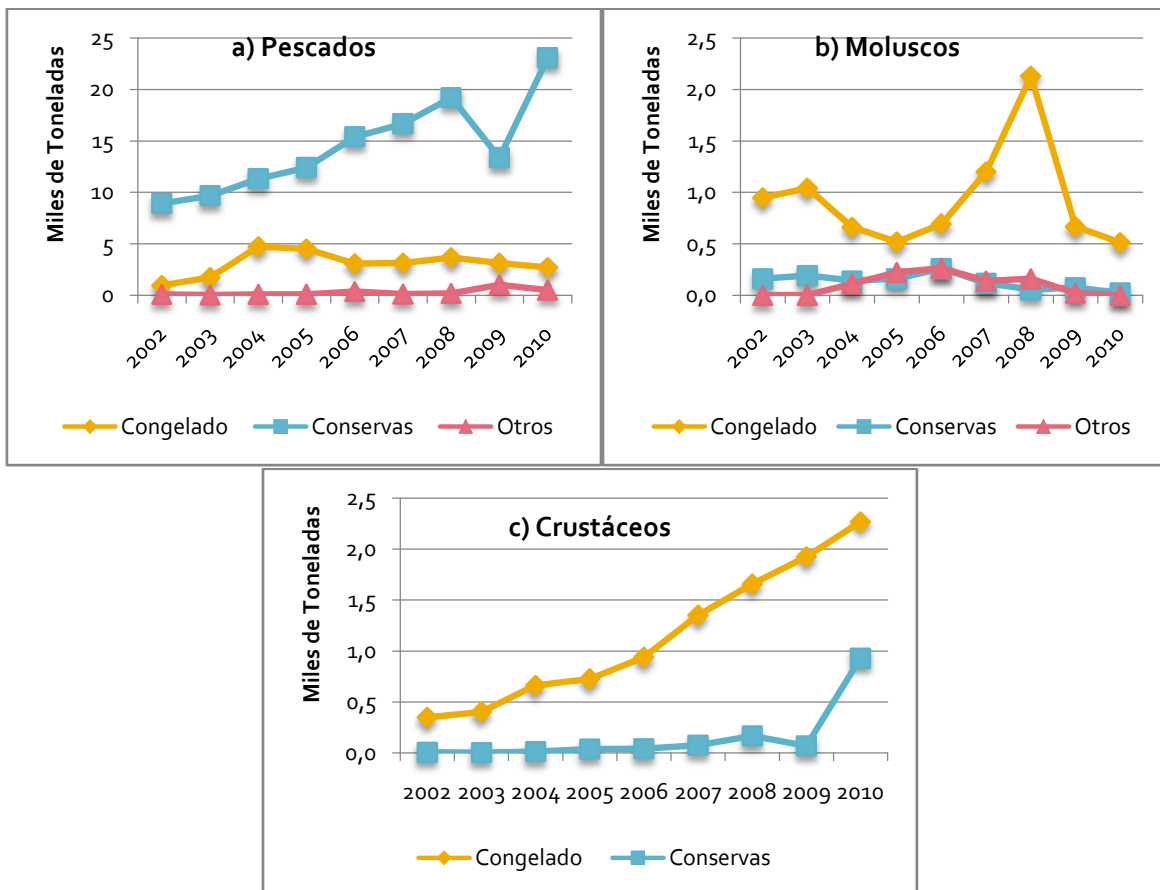 a) Pescados
Miles de Toneladas
25
20
15
10
5
0
2002 2003 2004 2005 2006 2007 2008 2009 2010
Congelado Conservas Otros
b) Moluscos
Miles de Toneladas
2,5
2,0
1,5
1,0
0,5
0,0
2002 2003 2004 2005 2006 2007 2008 2009 2010
Congelado Conservas Otros
c) Crustáceos
Miles de Toneladas
2,5
2,0
1,5
1,0
0,5
0,0
2002 2003 2004 2005 2006 2007 2008 2009 2010
Congelado Conservas